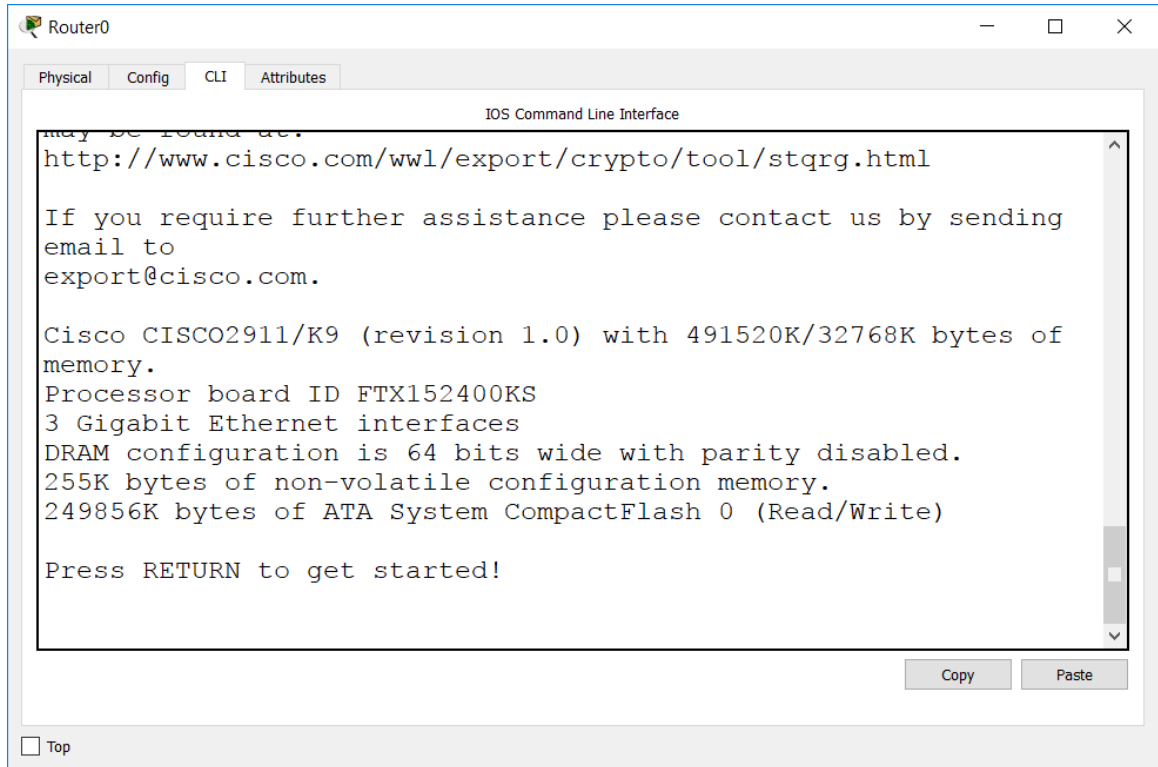 Router0
Physical Config CLI Attributes
IOS Command Line Interface
may be found at:
http://www.cisco.com/wwl/export/crypto/tool/stqrg.html
If you require further assistance please contact us by sending
email to
export@cisco.com.
Cisco CISCO2911/K9 (revision 1.0) with 491520K/32768K bytes of
memory.
Processor board ID FTX152400KS
3 Gigabit Ethernet interfaces
DRAM configuration is 64 bits wide with parity disabled.
255K bytes of non-volatile configuration memory.
249856K bytes of ATA System CompactFlash 0 (Read/Write)
Press RETURN to get started!
Copy Paste
Top